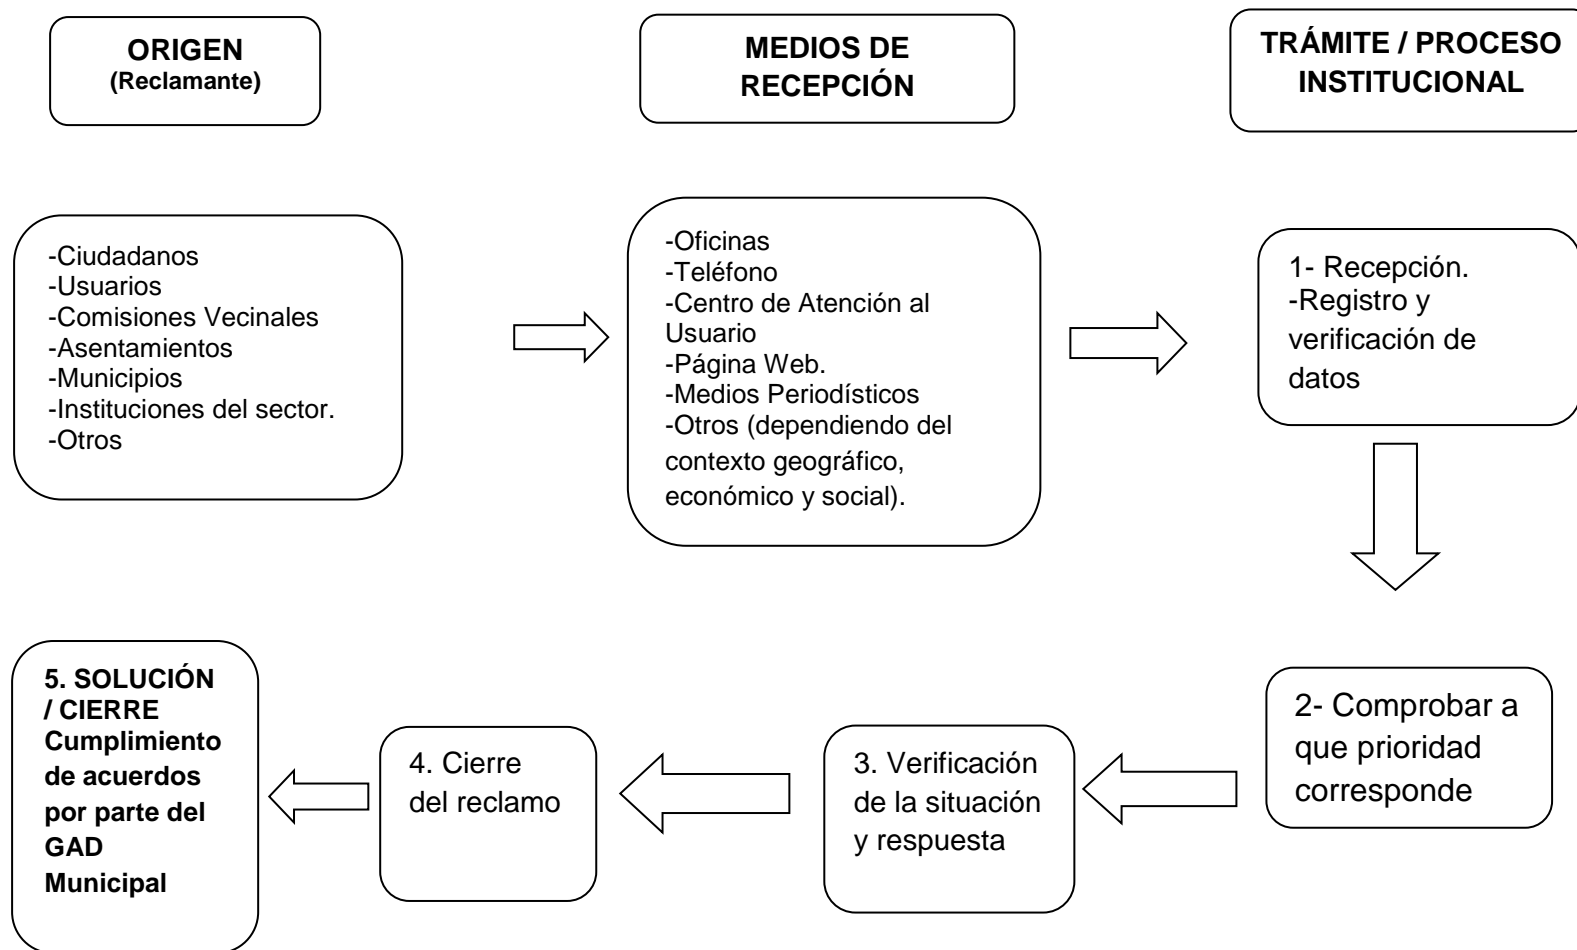 ORIGEN
(Reclamante)
MEDIOS DE
RECEPCIÓN
TRÁMITE / PROCESO
INSTITUCIONAL
-Ciudadanos
-Usuarios
-Comisiones Vecinales
-Asentamientos
-Municipios
-Instituciones del sector.
-Otros
-Oficinas
-Teléfono
-Centro de Atención al
Usuario
-Página Web.
-Medios Periodísticos
-Otros (dependiendo del
contexto geográfico,
económico y social).
1- Recepción.
-Registro y
verificación de
datos
2- Comprobar a
que prioridad
corresponde
3. Verificación
de la situación
y respuesta
4. Cierre
del reclamo
5. SOLUCIÓN
/ CIERRE
Cumplimiento
de acuerdos
por parte del
GAD
Municipal